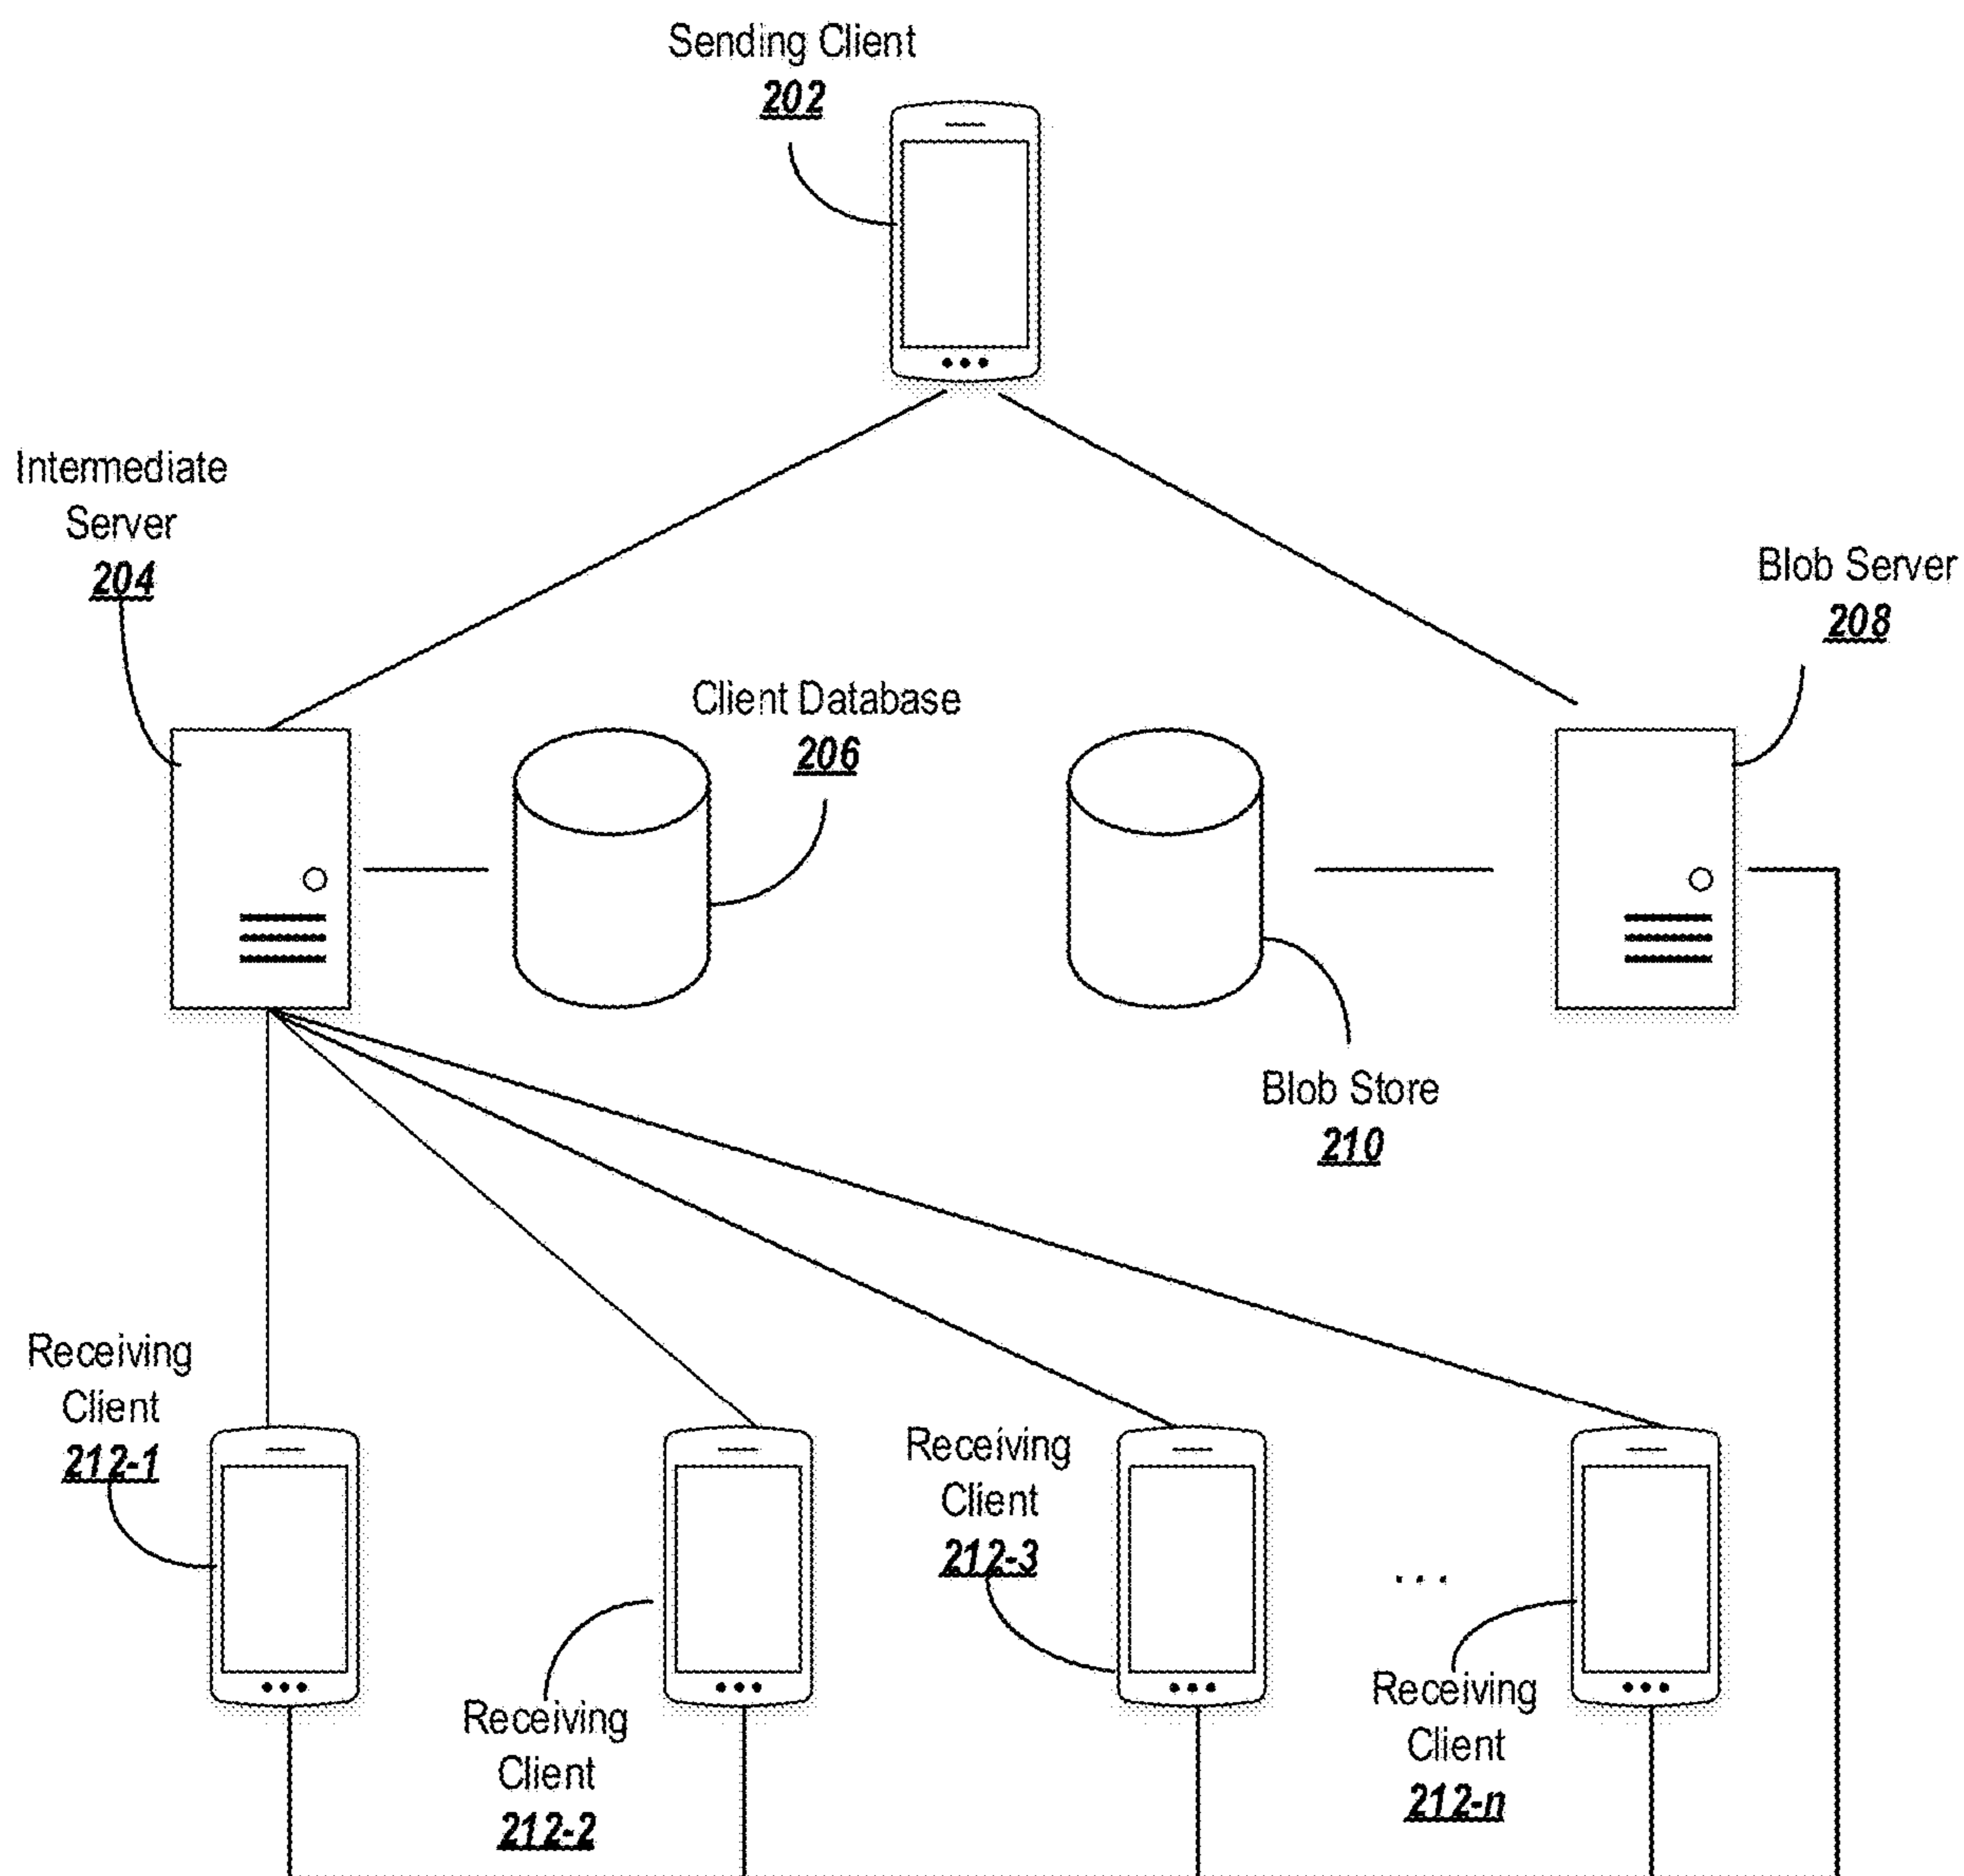 Sending Client
202
Intermediate
Server
204
Blob Server
208
Client Database
206
Blob Store
210
Receiving
Client
212-1
Receiving
Client
212-2
Receiving
Client
212-3
. . .
Receiving
Client
212-n